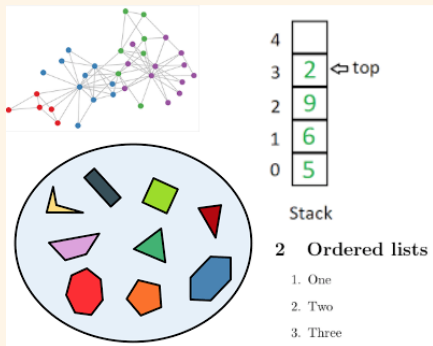 4
3 2 ⇦ top
2 9
1 6
0 5
Stack
2 Ordered lists
1. One
2. Two
3. Three